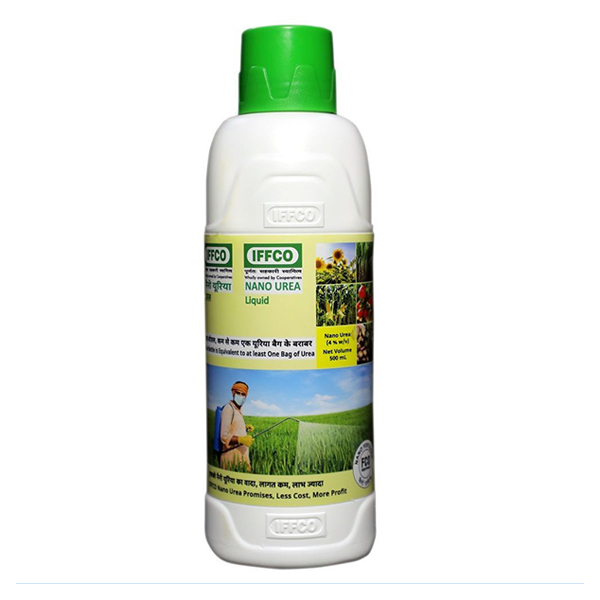 IFFCO
IFFCO
IFFCO
पूर्णतः सहकारी स्वामित्व
Wholly owned by Cooperatives
NANO UREA
Liquid
यूरिया
Nano Urea
(4 % w/v)
Net Volume
500 mL
कम से कम एक यूरिया बैग के बराबर
is Equivalent to at least One Bag of Urea
FCO
नैनो यूरिया का वादा, लागत कम, लाभ ज्यादा
Nano Urea Promises, Less Cost, More Profit
IFFCO